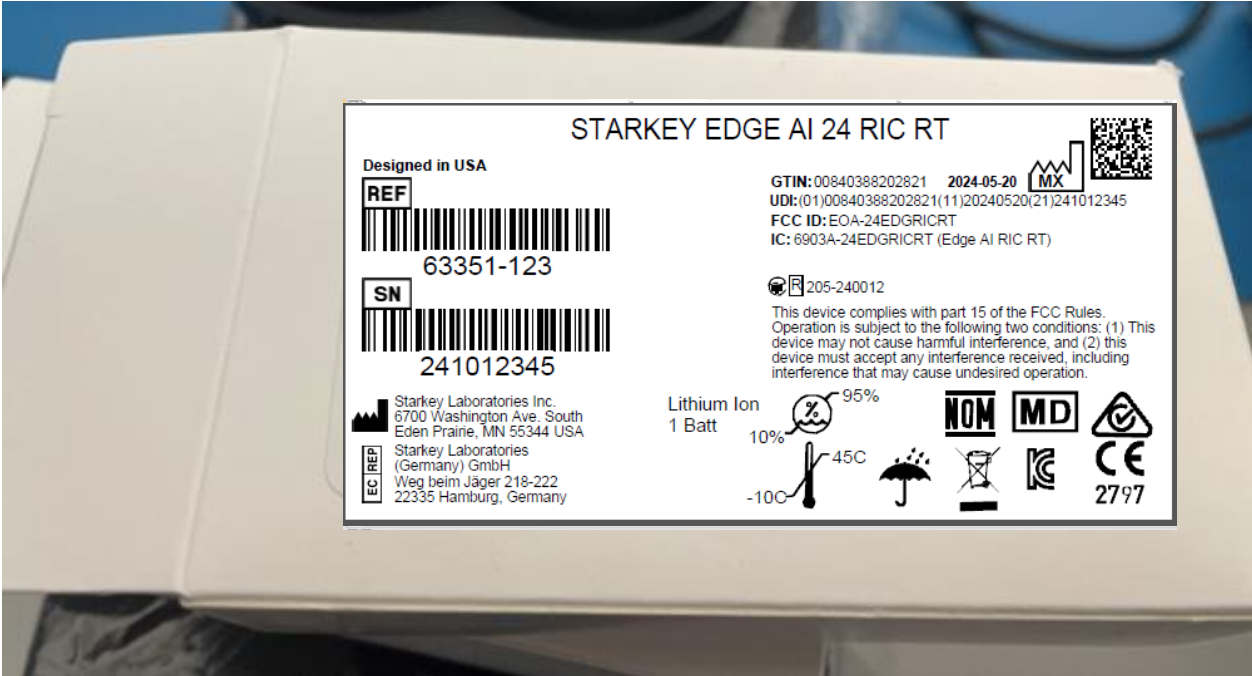 STARKEY EDGE AI 24 RIC RT
Designed in USA
REF
63351-123
SN
241012345
GTIN: 00840388202821 2024-05-20 MX
UDI:(01)00840388202821(11)20240520(21)241012345
FCC ID: EOA-24EDGRICRT
IC: 6903A-24EDGRICRT (Edge AI RIC RT)
R 205-240012
This device complies with part 15 of the FCC Rules.
Operation is subject to the following two conditions: (1) This
device may not cause harmful interference, and (2) this
device must accept any interference received, including
interference that may cause undesired operation.
Starkey Laboratories Inc.
6700 Washington Ave. South
Eden Prairie, MN 55344 USA
EC REP
Starkey Laboratories
(Germany) GmbH
Weg beim Jäger 218-222
22335 Hamburg, Germany
Lithium Ion
1 Batt
95%
%
10%
45C
-10C
NOM
MD
CE
2797